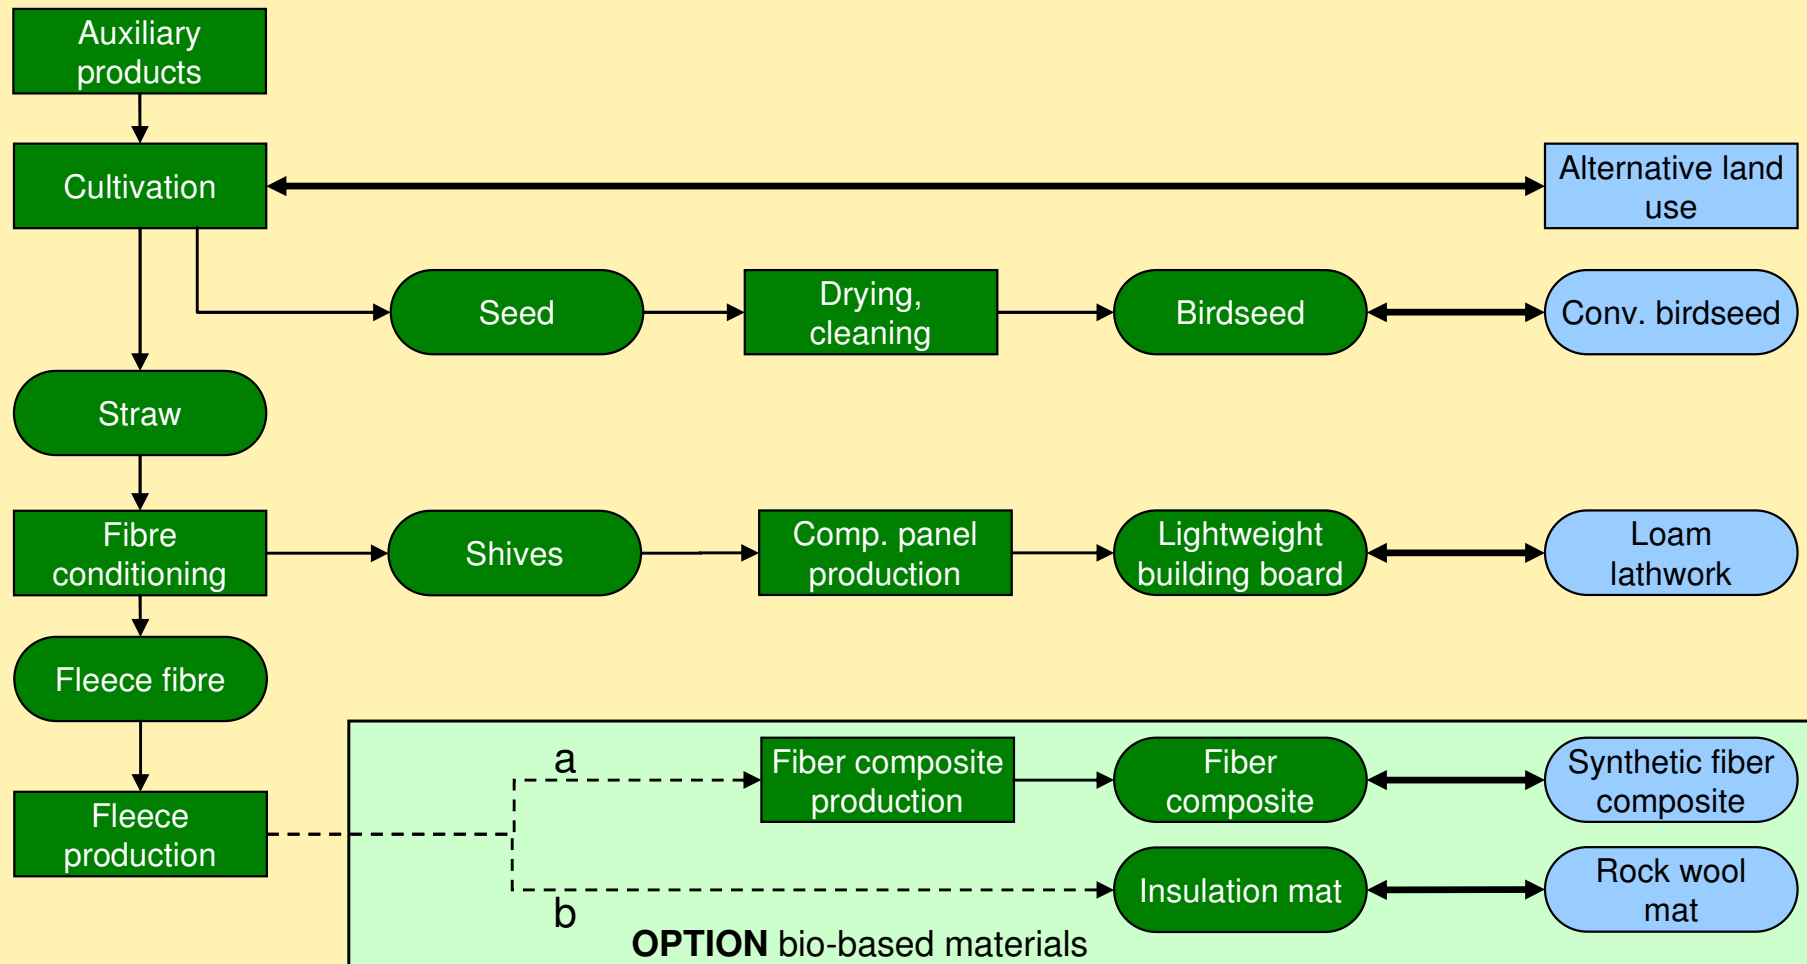 Auxiliary
products
Cultivation
Alternative land
use
Seed
Drying,
cleaning
Birdseed
Conv. birdseed
Straw
Fibre
conditioning
Shives
Comp. panel
production
Lightweight
building board
Loam
lathwork
Fleece fibre
Fleece
production
a
Fiber composite
production
Fiber
composite
Synthetic fiber
composite
b
Insulation mat
Rock wool
mat
OPTION bio-based materials